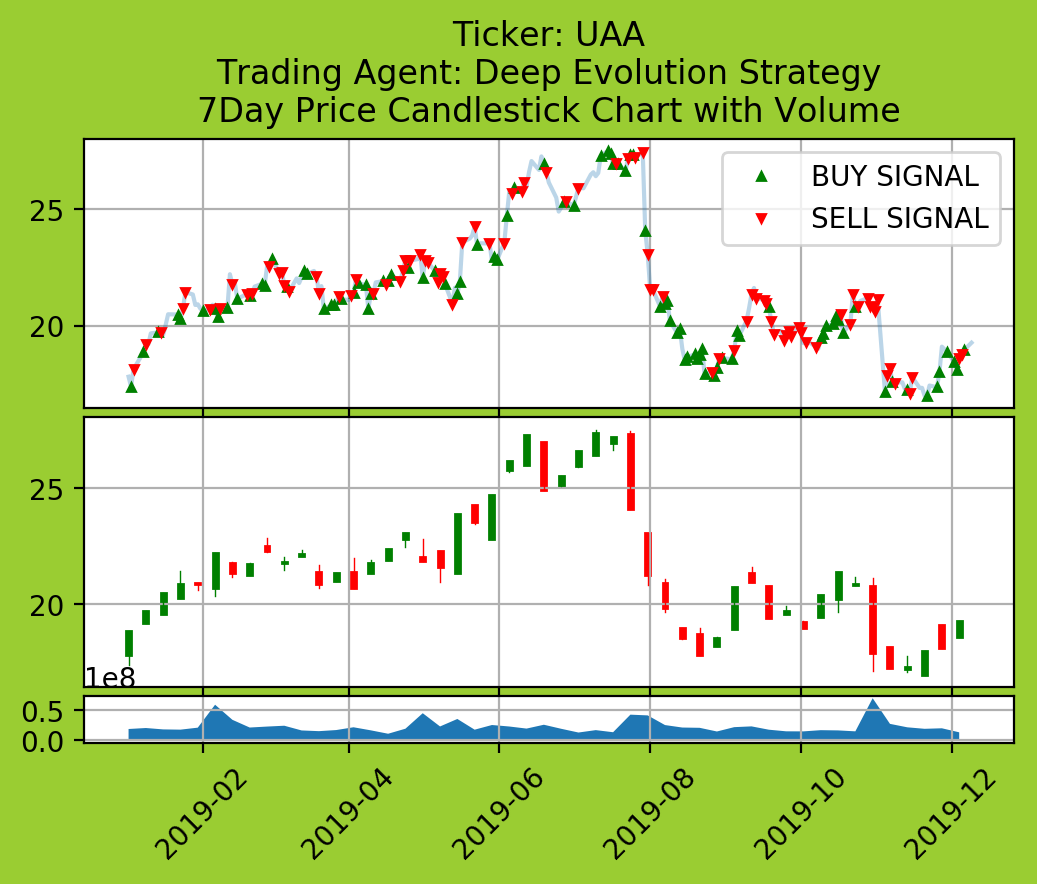 Ticker: UAA
Trading Agent: Deep Evolution Strategy
7Day Price Candlestick Chart with Volume
BUY SIGNAL
SELL SIGNAL
25
20
25
20
1e8
0.5
0.0
2019-02
2019-04
2019-06
2019-08
2019-10
2019-12